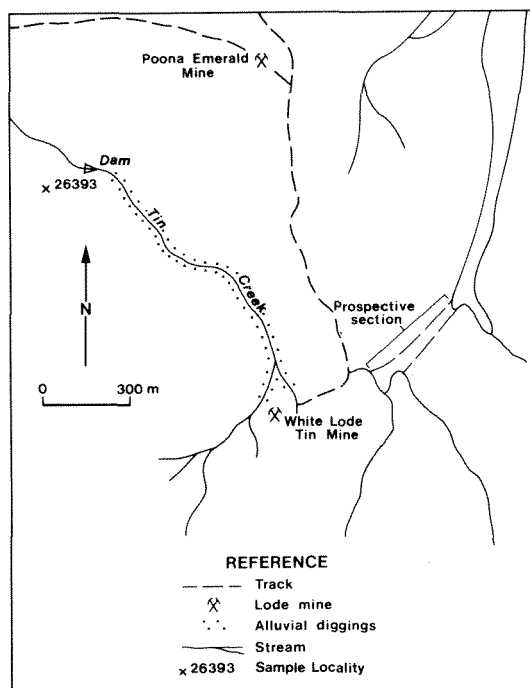 Poona Emerald
Mine
Dam
× 26393
Tin
Creek
N
Prospective
section
0 300 m
White Lode
Tin Mine
REFERENCE
Track
Lode mine
Alluvial diggings
Stream
×26393 Sample Locality